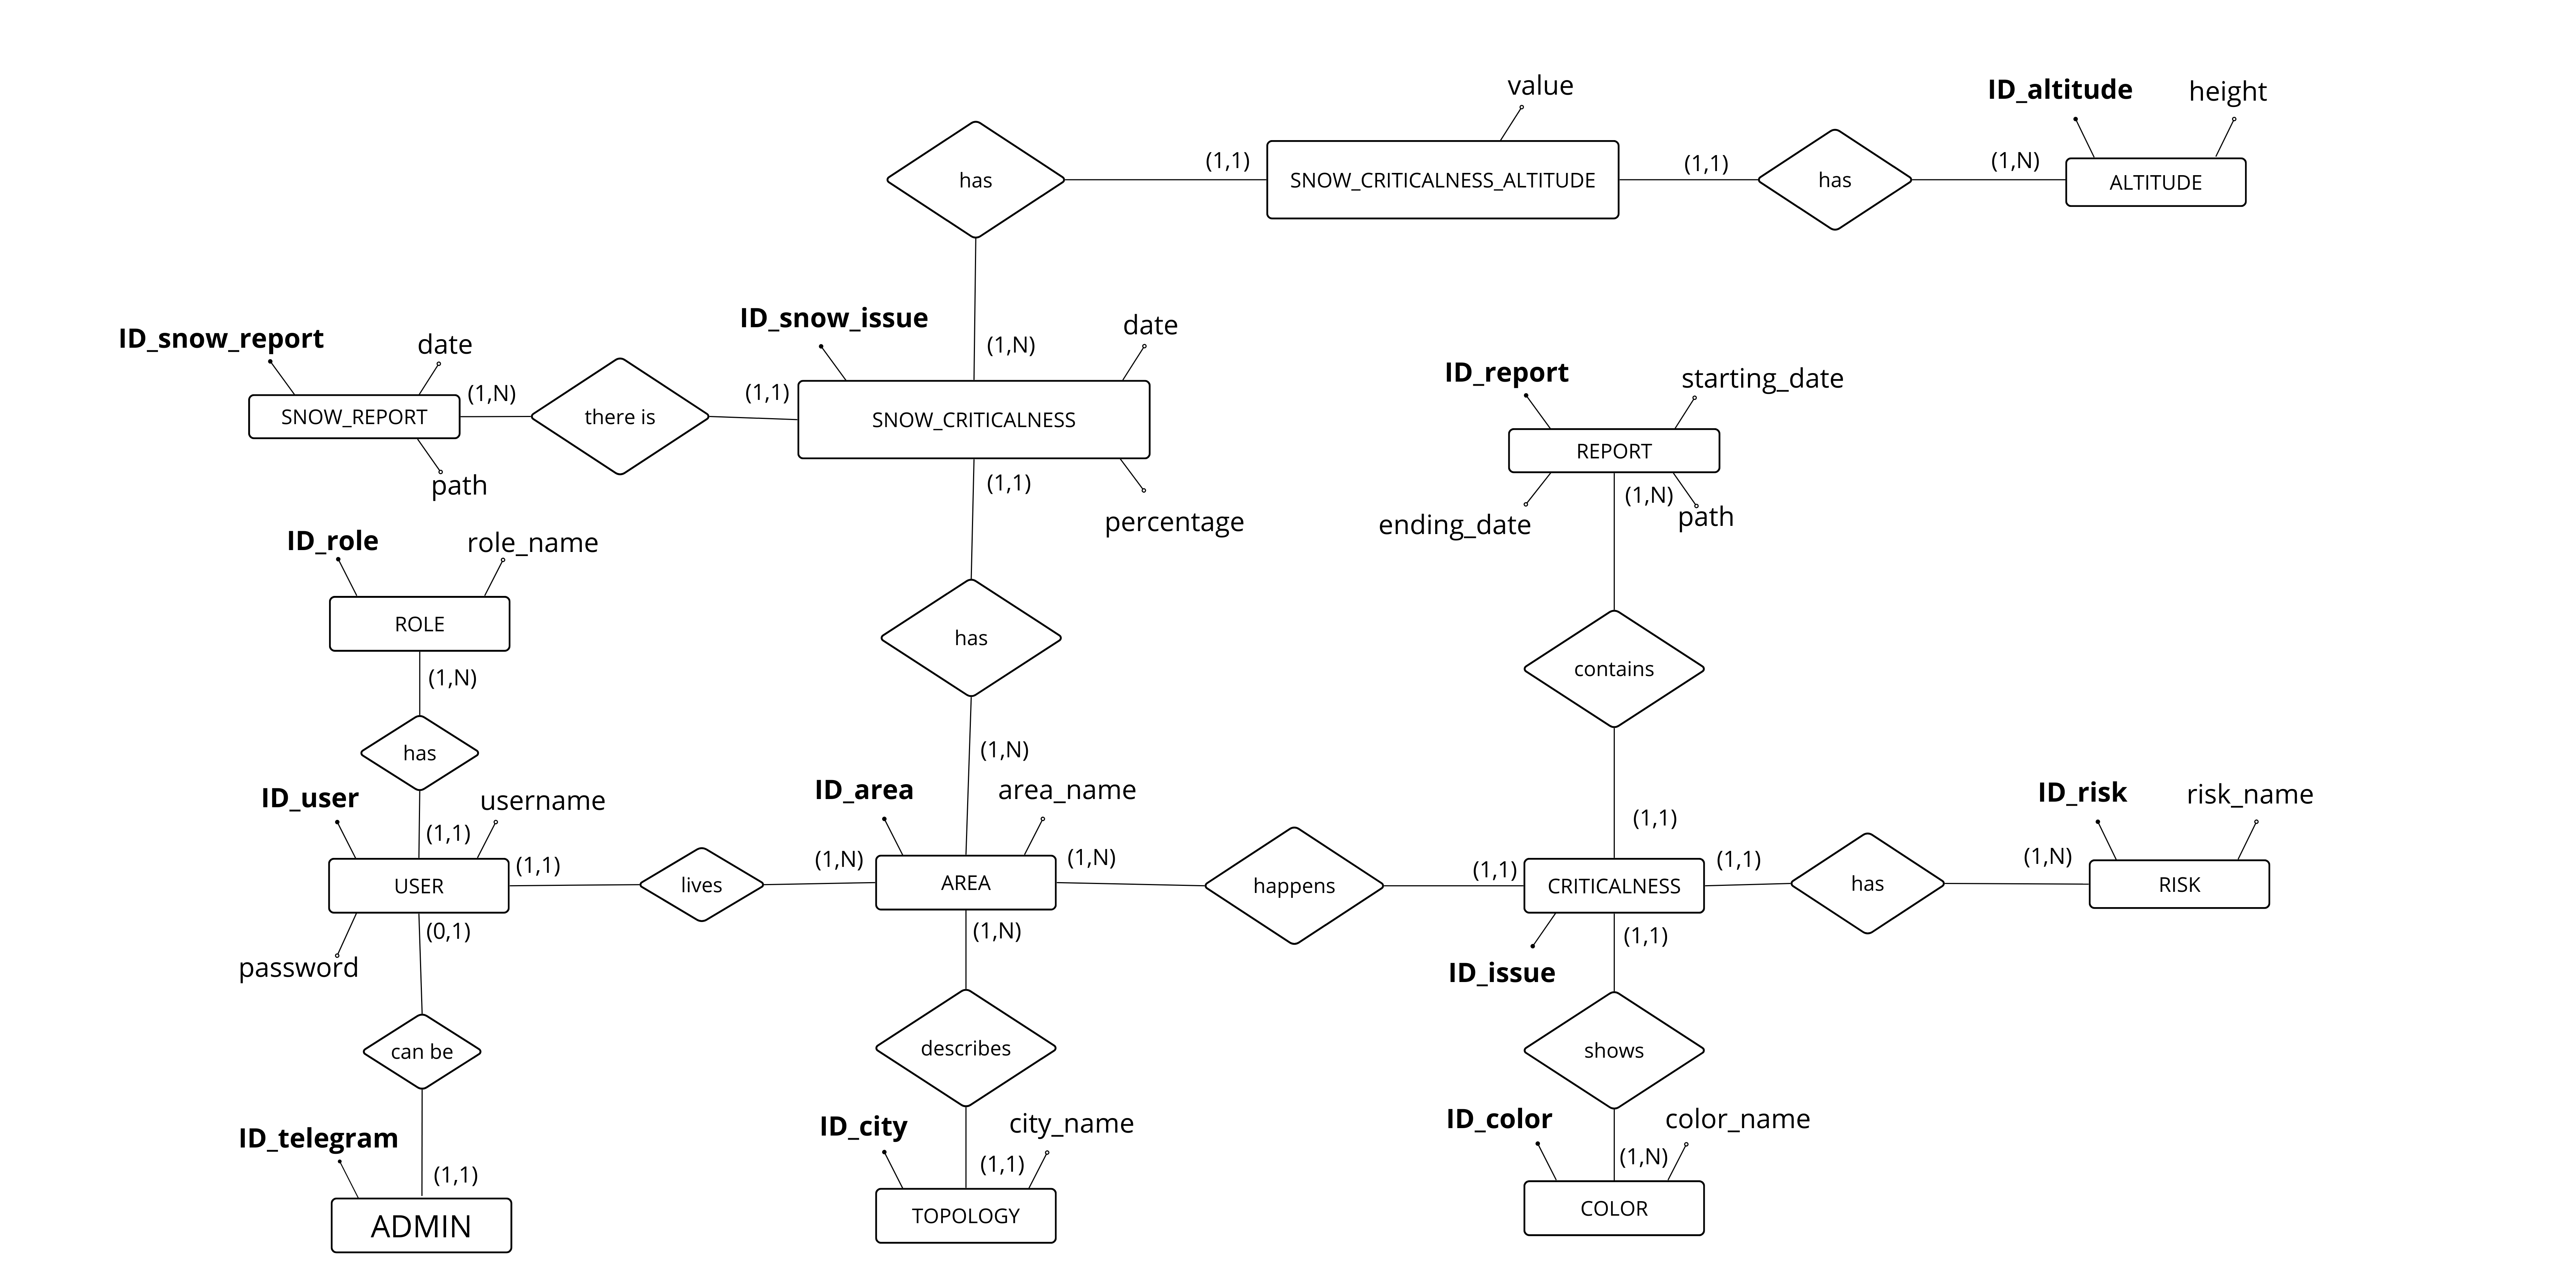 value
ID_altitude
height
has
(1,1)
SNOW_CRITICALNESS_ALTITUDE
(1,1)
has
(1,N)
ALTITUDE
ID_snow_report
date
(1,N)
SNOW_REPORT
there is
path
ID_snow_issue
date
(1,N)
(1,1)
SNOW_CRITICALNESS
(1,1)
percentage
ID_report
starting_date
REPORT
(1,N)
ending_date
path
ID_role
role_name
ROLE
(1,N)
has
has
contains
(1,N)
(1,1)
ID_user
username
(1,1)
USER
(1,1)
password
(0,1)
lives
ID_area
area_name
(1,N)
AREA
(1,N)
(1,N)
happens
(1,1)
CRITICALNESS
(1,1)
ID_issue
(1,1)
has
ID_risk
risk_name
(1,N)
RISK
can be
describes
shows
ID_telegram
(1,1)
ADMIN
ID_city
city_name
(1,1)
TOPOLOGY
ID_color
color_name
(1,N)
COLOR